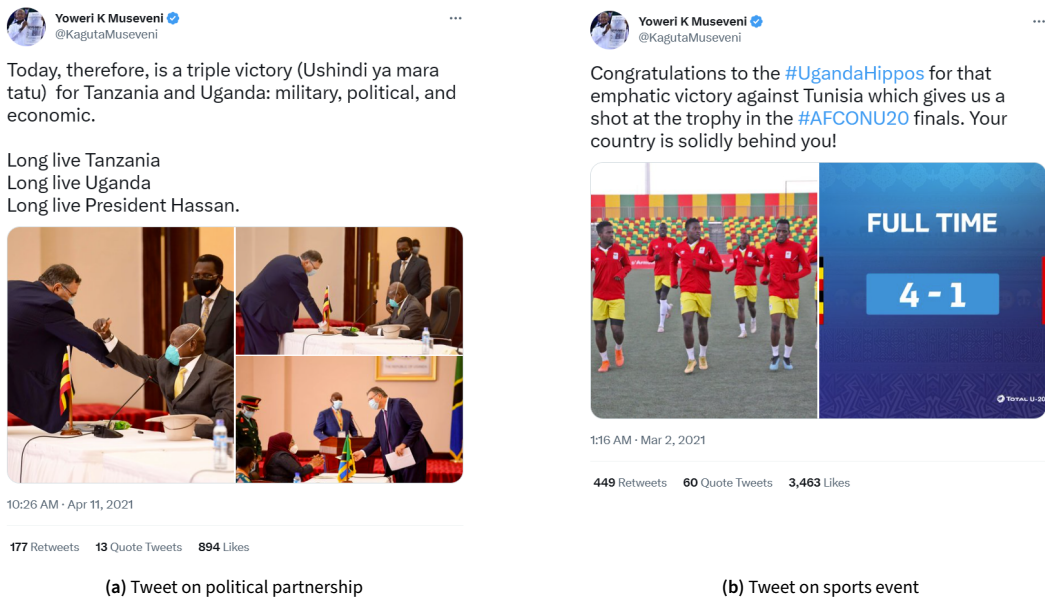 Yoweri K Museveni
@KagutaMuseveni
Today, therefore, is a triple victory (Ushindi ya mara
tatu)  for Tanzania and Uganda: military, political, and
economic.
Long live Tanzania
Long live Uganda
Long live President Hassan.
10:26 AM · Apr 11, 2021
177 Retweets 13 Quote Tweets 894 Likes
(a) Tweet on political partnership
Yoweri K Museveni
@KagutaMuseveni
Congratulations to the #UgandaHippos for that
emphatic victory against Tunisia which gives us a
shot at the trophy in the #AFCONU20 finals. Your
country is solidly behind you!
FULL TIME
4 - 1
TOTAL U-20
1:16 AM · Mar 2, 2021
449 Retweets 60 Quote Tweets 3,463 Likes
(b) Tweet on sports event